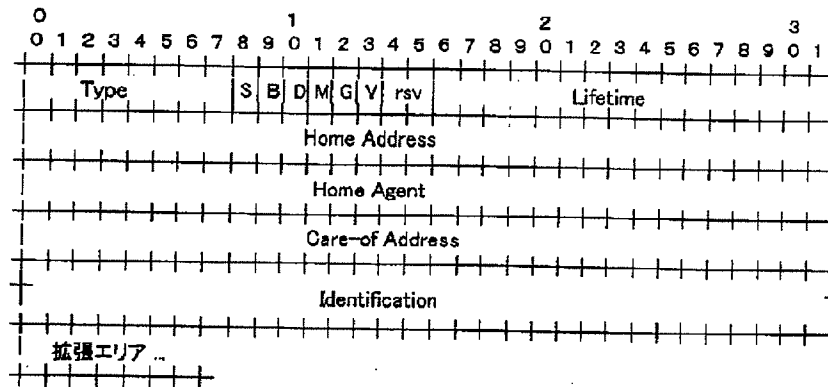 0 1 2 3
0 1 2 3 4 5 6 7 8 9 0 1 2 3 4 5 6 7 8 9 0 1 2 3 4 5 6 7 8 9 0 1
Type S B D M G V rsv Lifetime
Home Address
Home Agent
Care-of Address
Identification
拡張エリア ...